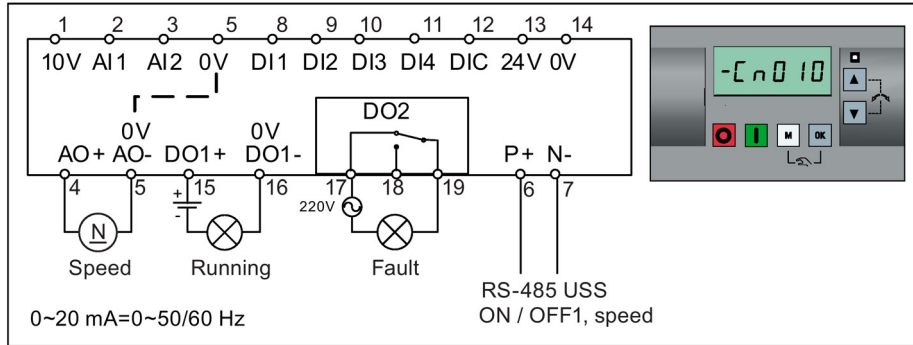 1 2 3 5 8 9 10 11 12 13 14
10V AI1 AI2 0V DI1 DI2 DI3 DI4 DIC 24V 0V
-Cn010
DO2
0V 0V
AO+ AO- DO1+ DO1- P+ N-
M OK
4 5 15 16 17 18 19 6 7
+
-
220V
N
Speed Running Fault
RS-485 USS
ON / OFF1, speed
0~20 mA=0~50/60 Hz